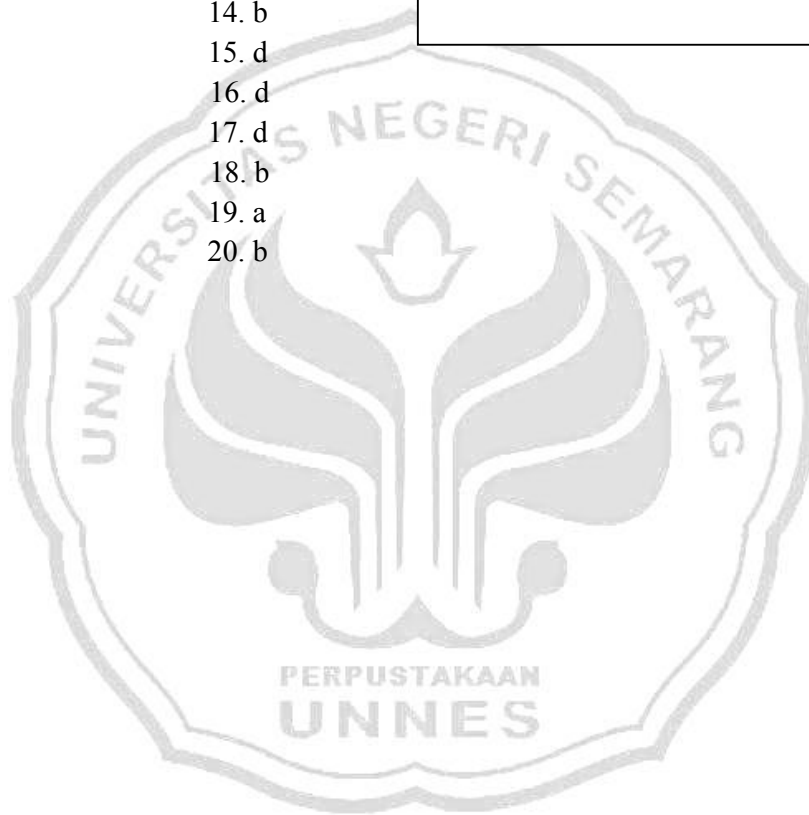 14. b
15. d
16. d
17. d
18. b
19. a
20. b
UNIVERSITAS NEGERI SEMARANG
PERPUSTAKAAN
UNNES